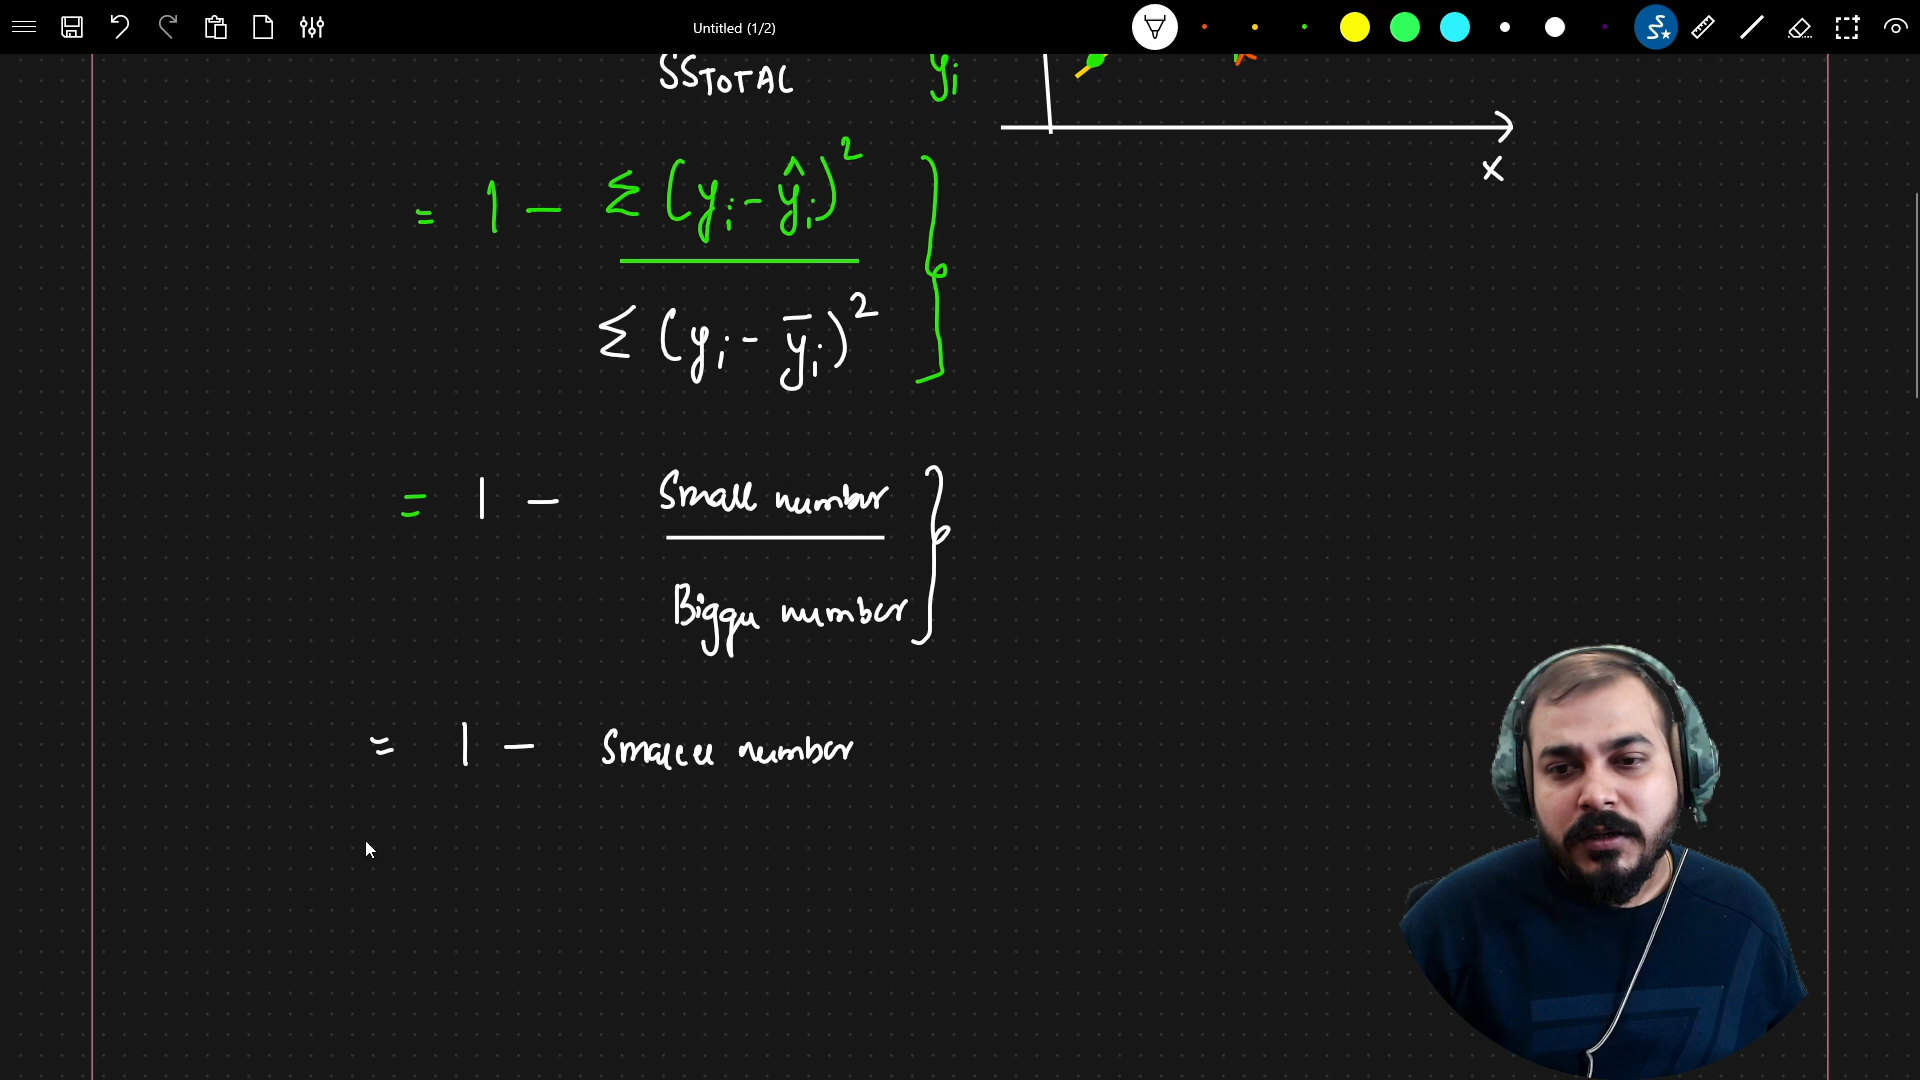 Untitled (1/2)
SSTOTAL yi
x
= 1 - Σ (yi - ŷi)²
Σ (yi - ȳi)²
= 1 - Small number
Bigger number
= 1 - Smaller number